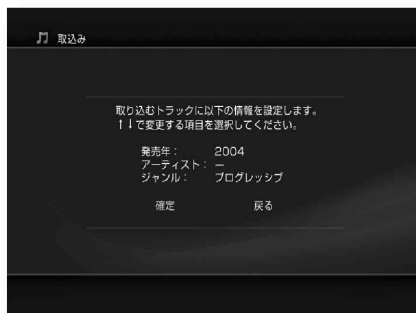 取込み
取り込むトラックに以下の情報を設定します。
↑↓で変更する項目を選択してください。
発売年： 2004
アーティスト： ー
ジャンル： プログレッシブ
確定 戻る